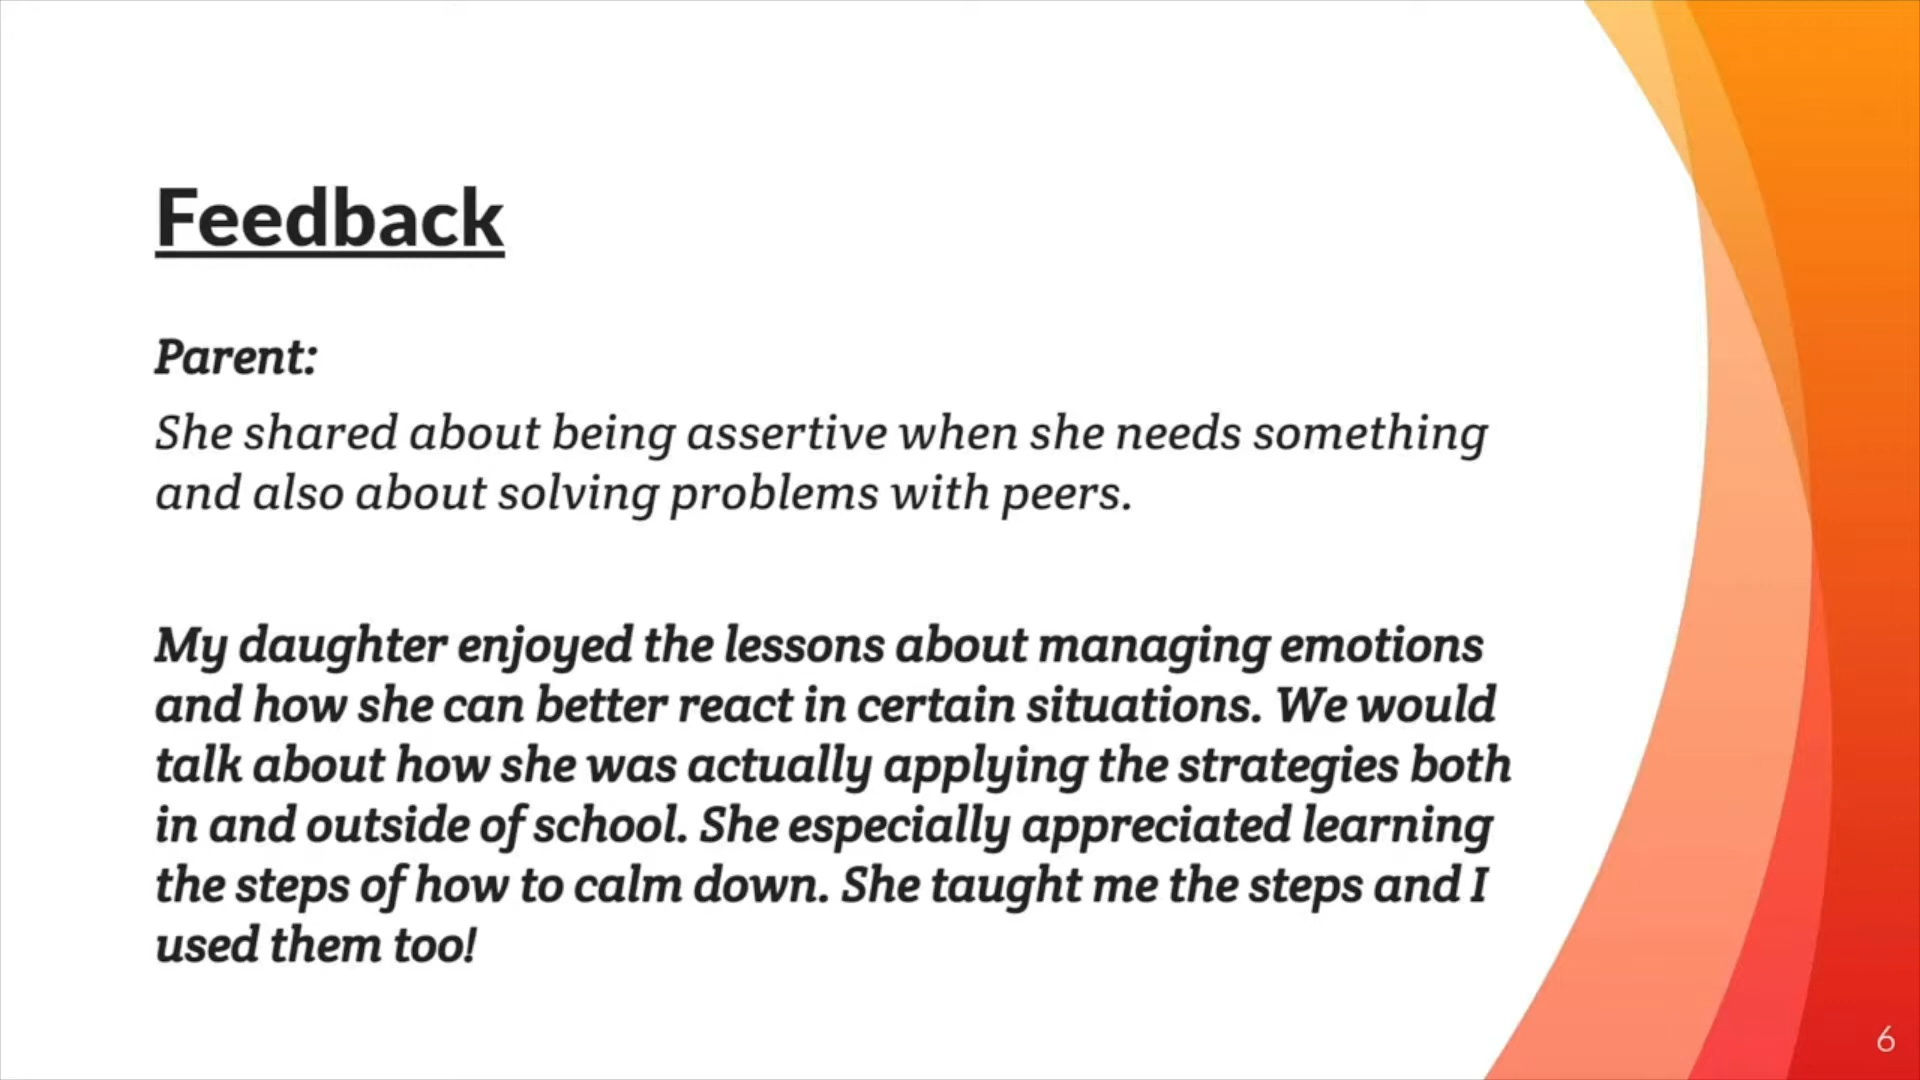 Feedback
Parent:
She shared about being assertive when she needs something
and also about solving problems with peers.
My daughter enjoyed the lessons about managing emotions
and how she can better react in certain situations. We would
talk about how she was actually applying the strategies both
in and outside of school. She especially appreciated learning
the steps of how to calm down. She taught me the steps and I
used them too!
6